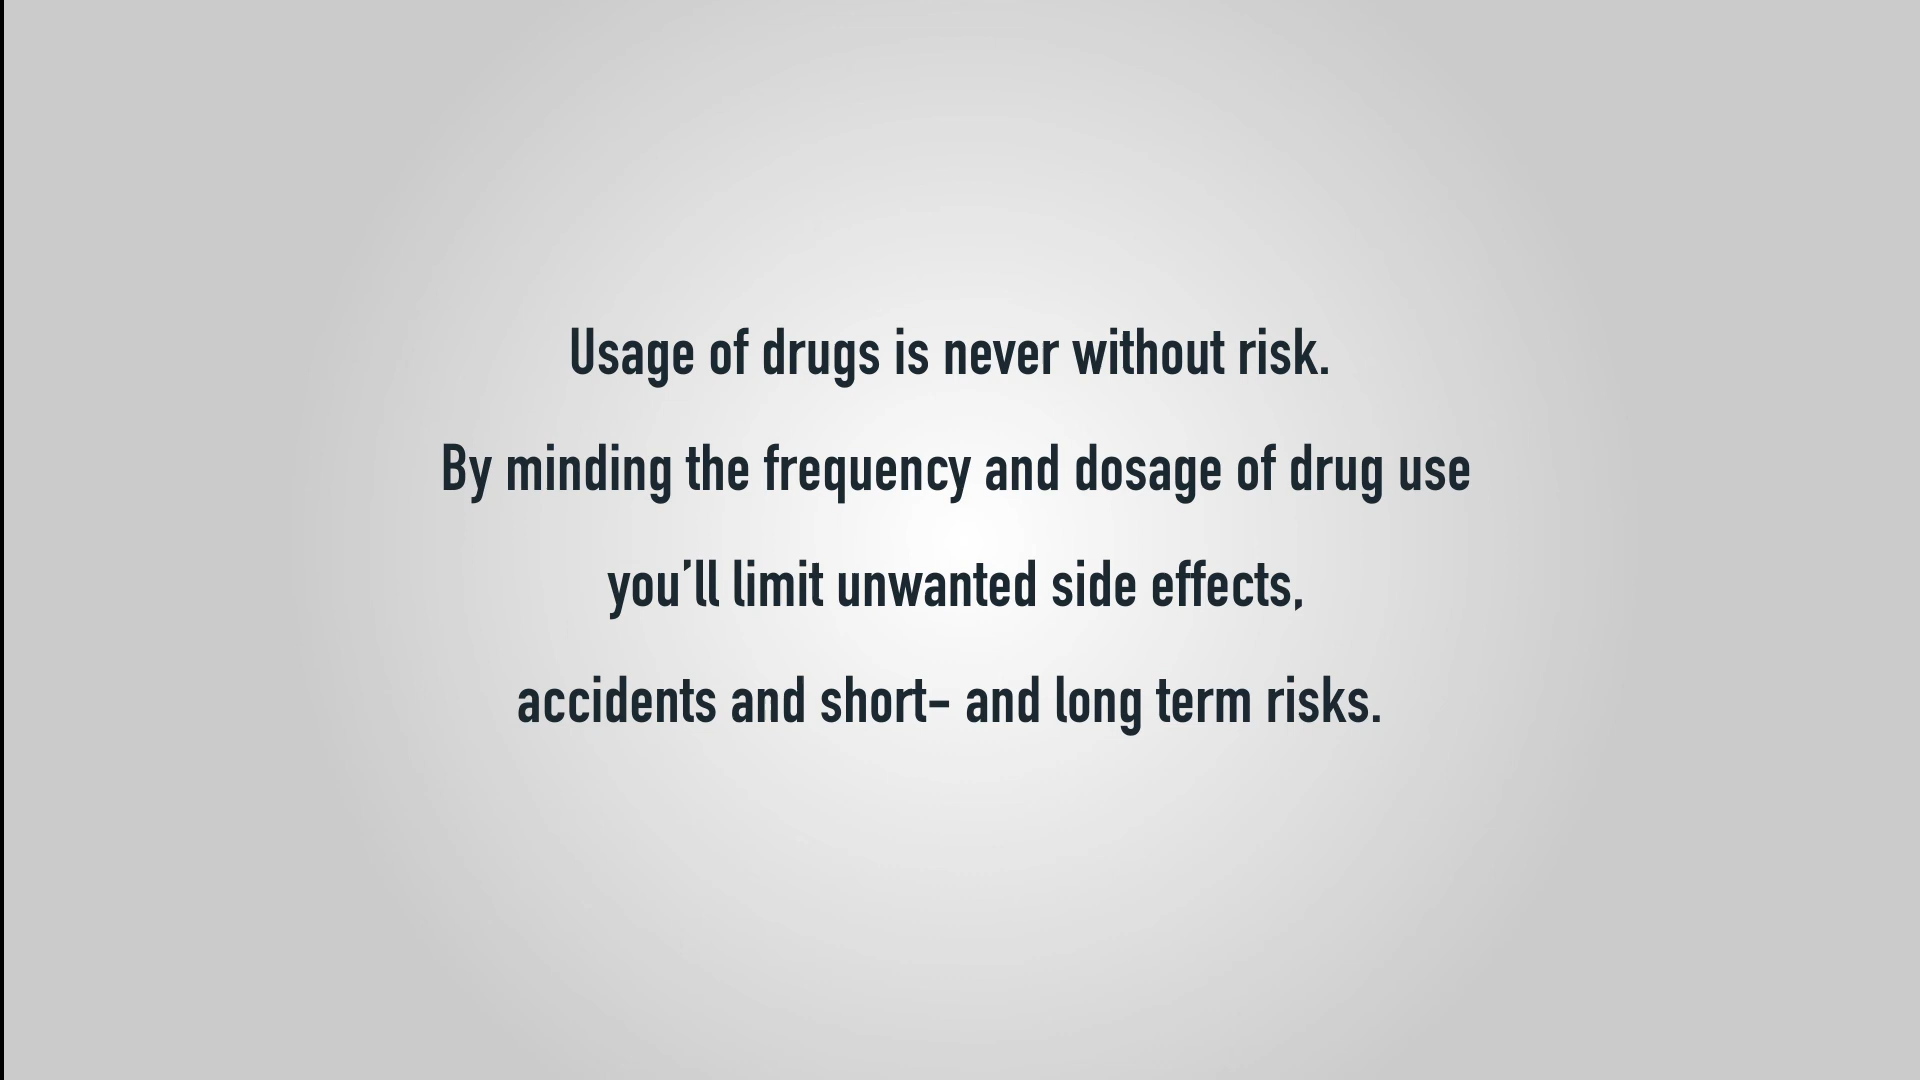 Usage of drugs is never without risk.
By minding the frequency and dosage of drug use
you'll limit unwanted side effects,
accidents and short- and long term risks.